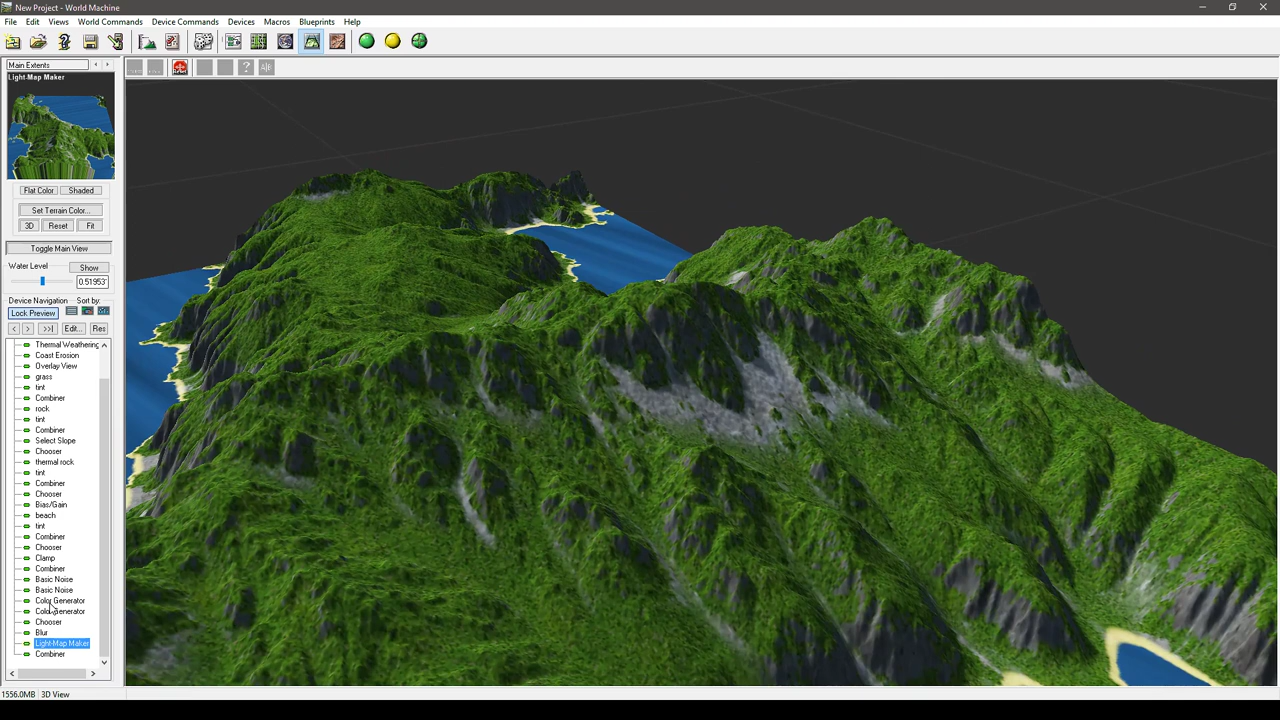 New Project - World Machine
File Edit Views World Commands Device Commands Devices Macros Blueprints Help
Main Extents
Light-Map Maker
Flat Color Shaded
Set Terrain Color...
3D Reset Fit
Toggle Main View
Water Level Show
0.51953
Device Navigation Sort by:
Lock Preview
< > >>| Edit... Res
Thermal Weathering
Coast Erosion
Overlay View
grass
tint
Combiner
rock
tint
Combiner
Select Slope
Chooser
thermal rock
tint
Combiner
Chooser
Bias/Gain
beach
tint
Combiner
Chooser
Clamp
Combiner
Basic Noise
Basic Noise
Color Generator
Color Generator
Chooser
Blur
Light-Map Maker
Combiner
1556.0MB 3D View